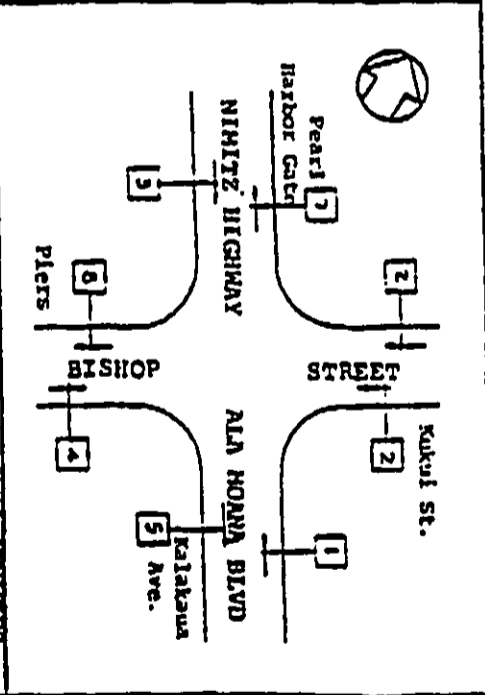 Pearl
Harbor Gate
7
3
NIMITZ HIGHWAY
2
8
Piers
BISHOP
STREET
Kukui St.
2
4
ALA MOANA BLVD
1
5
Kalakaua
Ave.